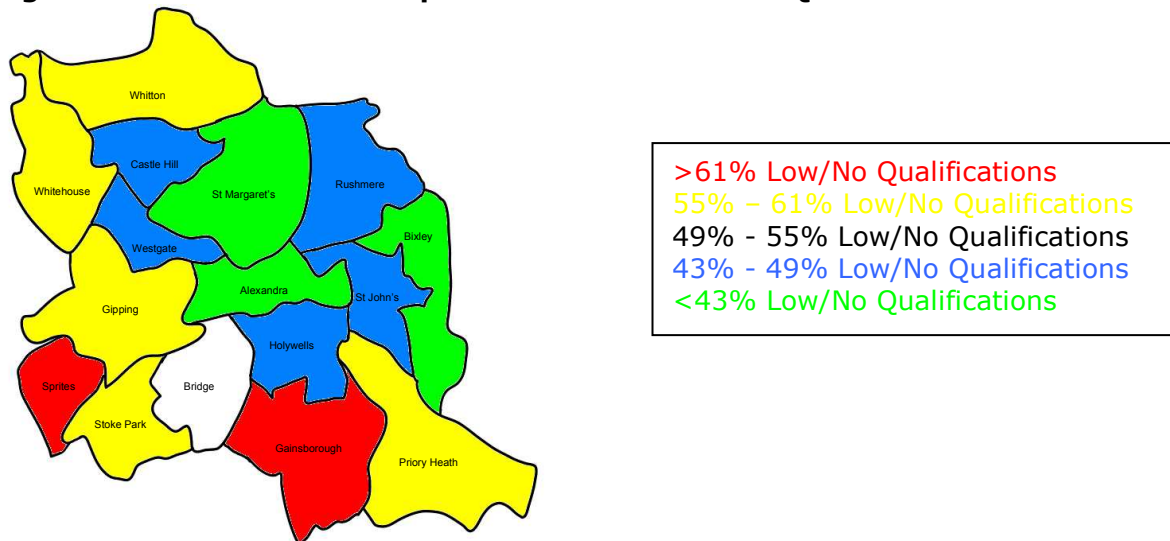 Whitton
Castle Hill
Whitehouse
St Margaret's
Rushmere
Westgate
Bixley
Alexandra
St John's
Gipping
Holywells
Sprites
Bridge
Stoke Park
Gainsborough
Priory Heath
>61% Low/No Qualifications
55% – 61% Low/No Qualifications
49% - 55% Low/No Qualifications
43% - 49% Low/No Qualifications
<43% Low/No Qualifications